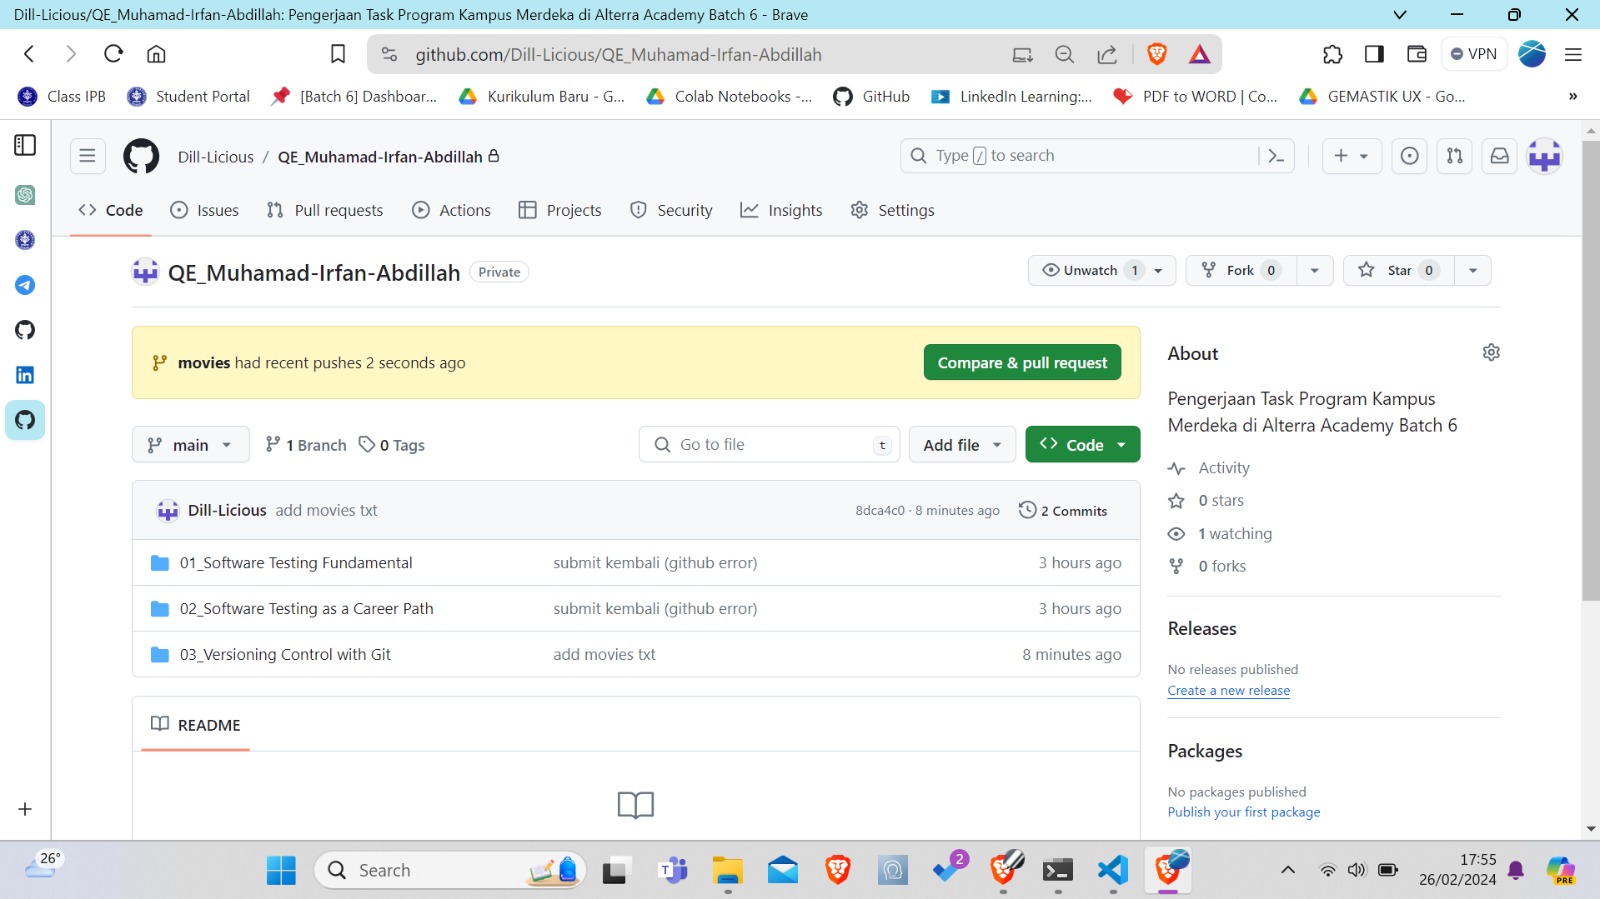 Dill-Licious/QE_Muhamad-Irfan-Abdillah: Pengerjaan Task Program Kampus Merdeka di Alterra Academy Batch 6 - Brave
github.com/Dill-Licious/QE_Muhamad-Irfan-Abdillah
VPN
Class IPB
Student Portal
[Batch 6] Dashboar...
Kurikulum Baru - G...
Colab Notebooks -...
GitHub
LinkedIn Learning:...
PDF to WORD | Co...
GEMASTIK UX - Go...
»
Dill-Licious / QE_Muhamad-Irfan-Abdillah
Type / to search
Code
Issues
Pull requests
Actions
Projects
Security
Insights
Settings
QE_Muhamad-Irfan-Abdillah Private
Unwatch 1
Fork 0
Star 0
movies had recent pushes 2 seconds ago
Compare & pull request
main
1 Branch
0 Tags
Go to file t
Add file
Code
Dill-Licious add movies txt 8dca4c0 · 8 minutes ago 2 Commits
01_Software Testing Fundamental submit kembali (github error) 3 hours ago
02_Software Testing as a Career Path submit kembali (github error) 3 hours ago
03_Versioning Control with Git add movies txt 8 minutes ago
README
About
Pengerjaan Task Program Kampus
Merdeka di Alterra Academy Batch 6
Activity
0 stars
1 watching
0 forks
Releases
No releases published
Create a new release
Packages
No packages published
Publish your first package
26°
Search
2
17:55
26/02/2024
PRE